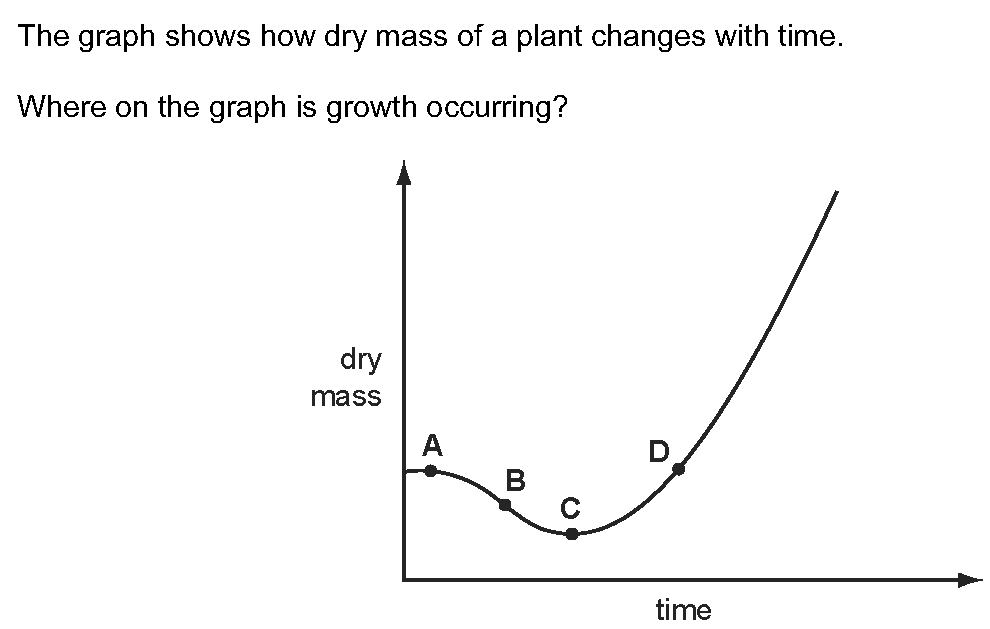 The graph shows how dry mass of a plant changes with time.
Where on the graph is growth occurring?
dry
mass
A
B
C
D
time